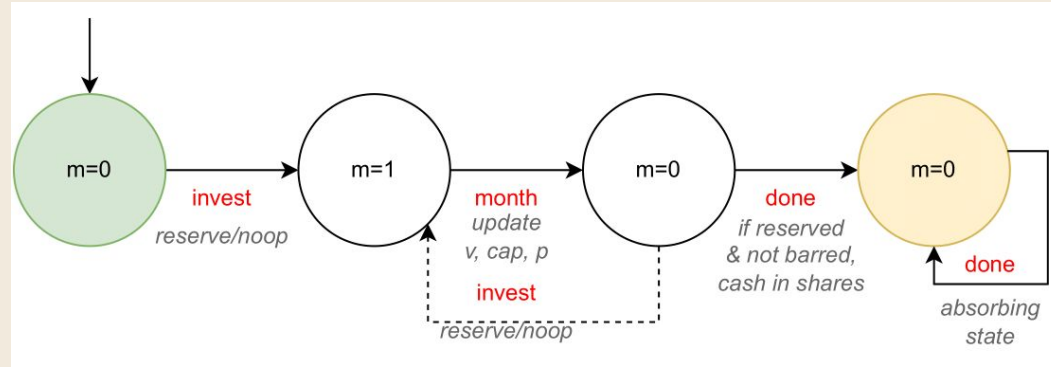 m=0
invest
reserve/noop
m=1
month
update
v, cap, p
invest
reserve/noop
m=0
done
if reserved
& not barred,
cash in shares
m=0
done
absorbing
state